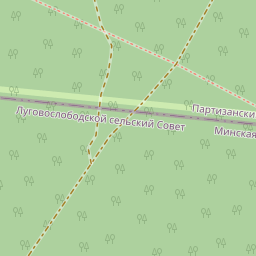 Партизански
Луговослободской сельский Совет
Минская